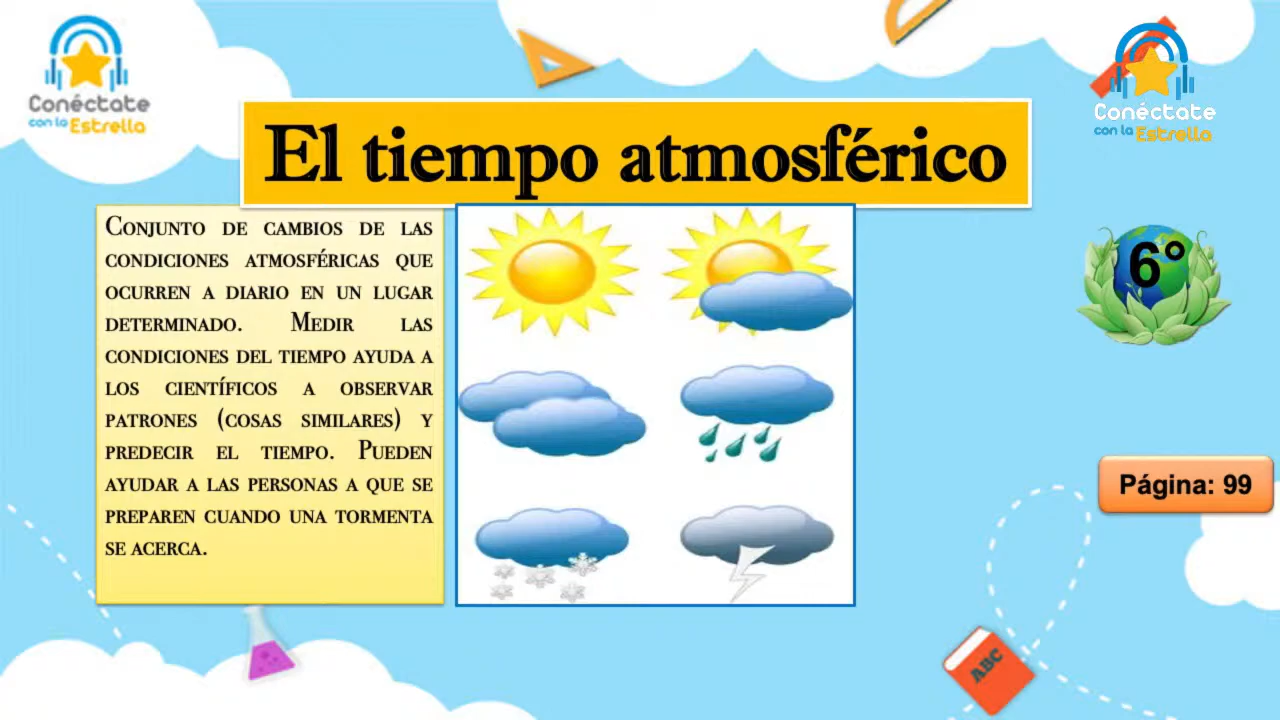 Conéctate
con la Estrella
Conéctate
con la Estrella
El tiempo atmosférico
Conjunto de cambios de las
condiciones atmosféricas que
ocurren a diario en un lugar
determinado. Medir las
condiciones del tiempo ayuda a
los científicos a observar
patrones (cosas similares) y
predecir el tiempo. Pueden
ayudar a las personas a que se
preparen cuando una tormenta
se acerca.
6°
Página: 99
ABC